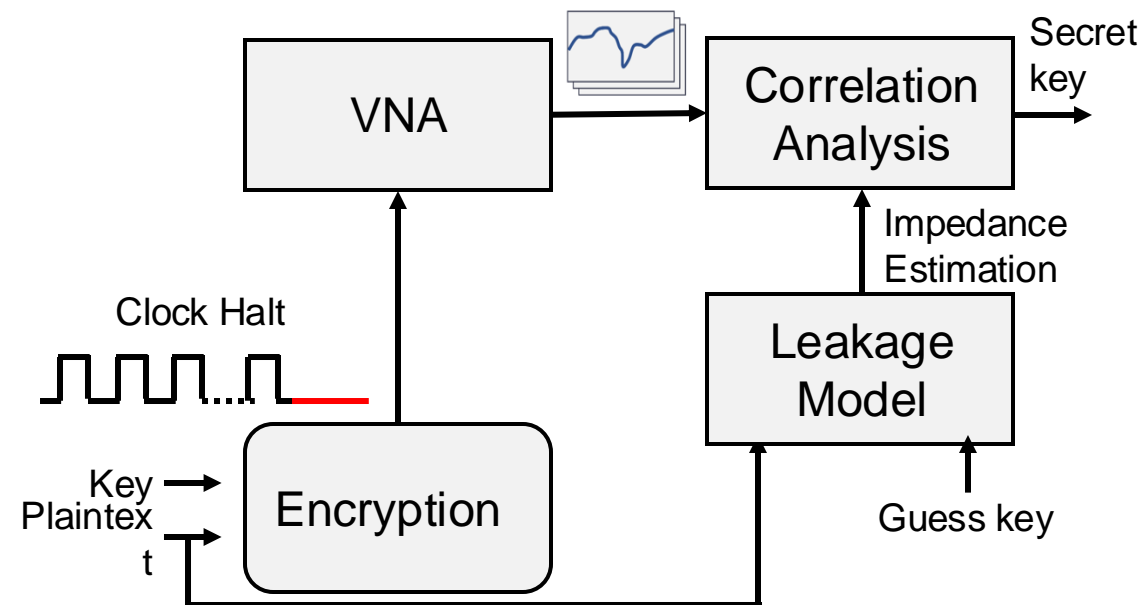 VNA
Correlation
Analysis
Secret
key
Impedance
Estimation
Clock Halt
Leakage
Model
Key
Plaintex
t
Encryption
Guess key